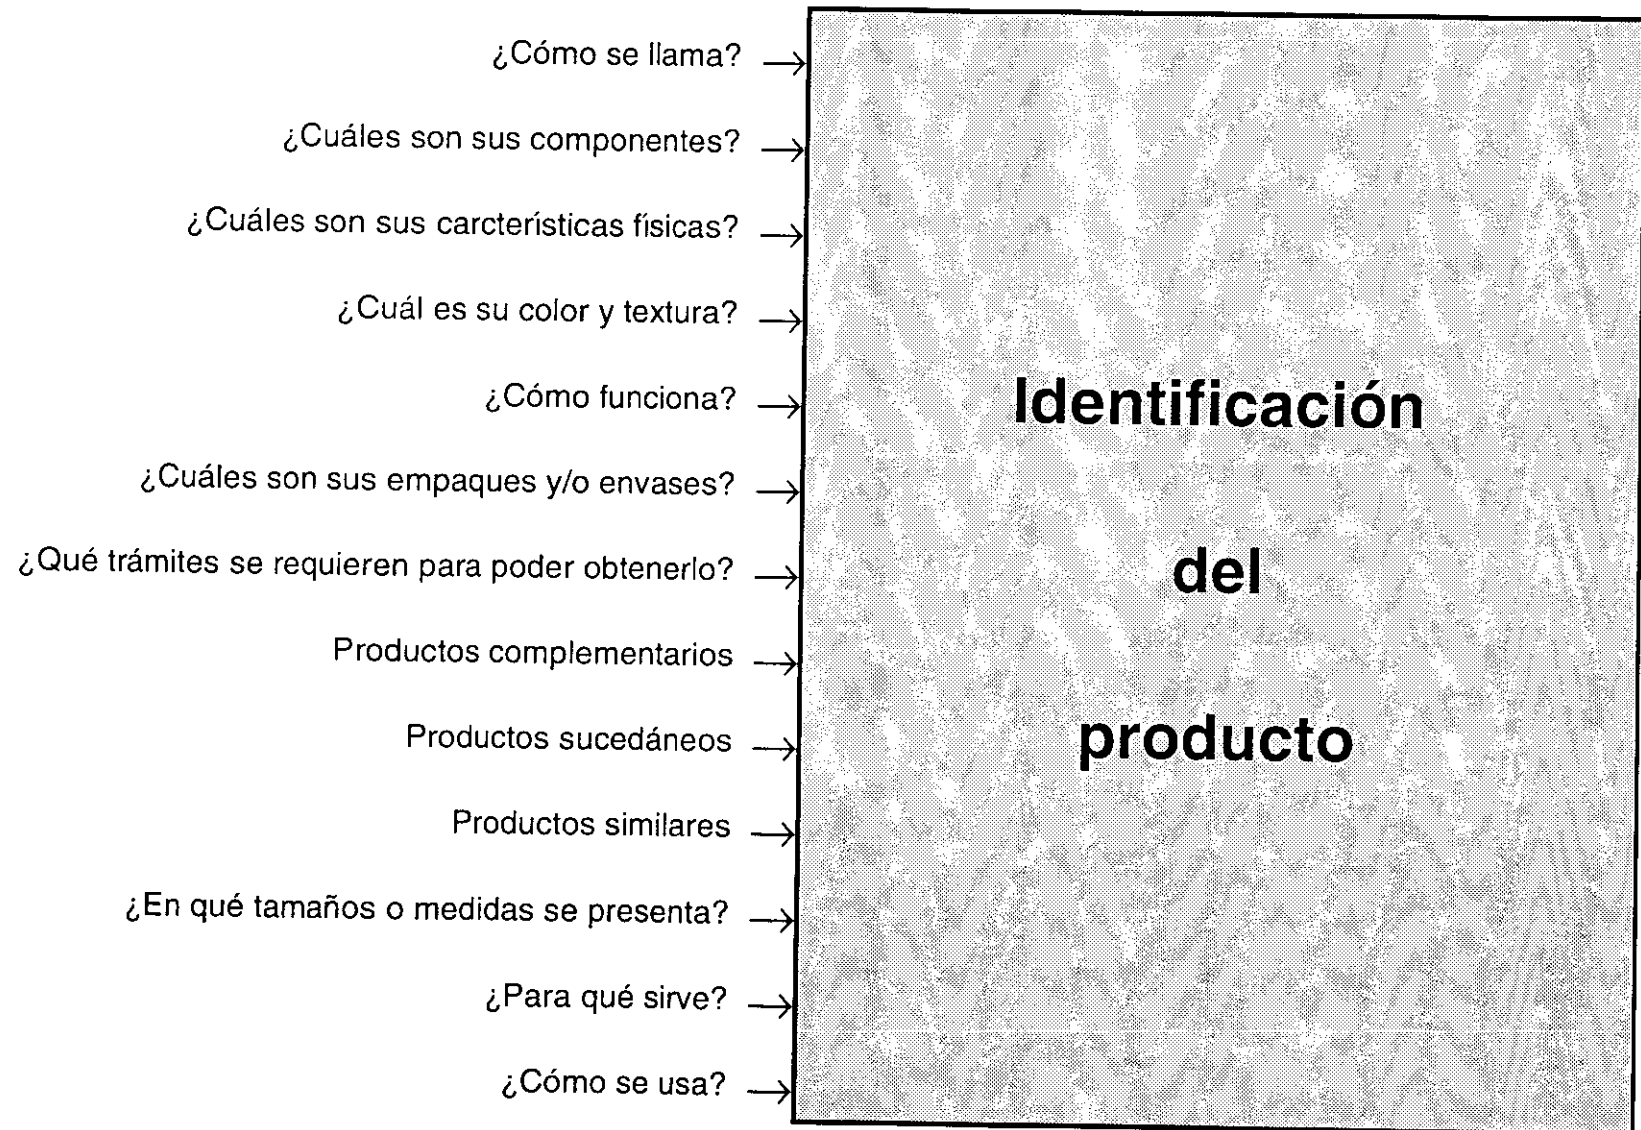 ¿Cómo se llama?
¿Cuáles son sus componentes?
¿Cuáles son sus carcterísticas físicas?
¿Cuál es su color y textura?
¿Cómo funciona?
¿Cuáles son sus empaques y/o envases?
¿Qué trámites se requieren para poder obtenerlo?
Productos complementarios
Productos sucedáneos
Productos similares
¿En qué tamaños o medidas se presenta?
¿Para qué sirve?
¿Cómo se usa?
Identificación
del
producto